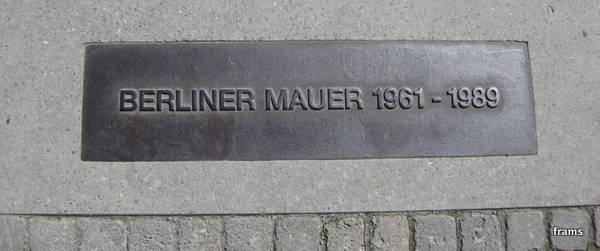 BERLINER MAUER 1961 - 1989
frams